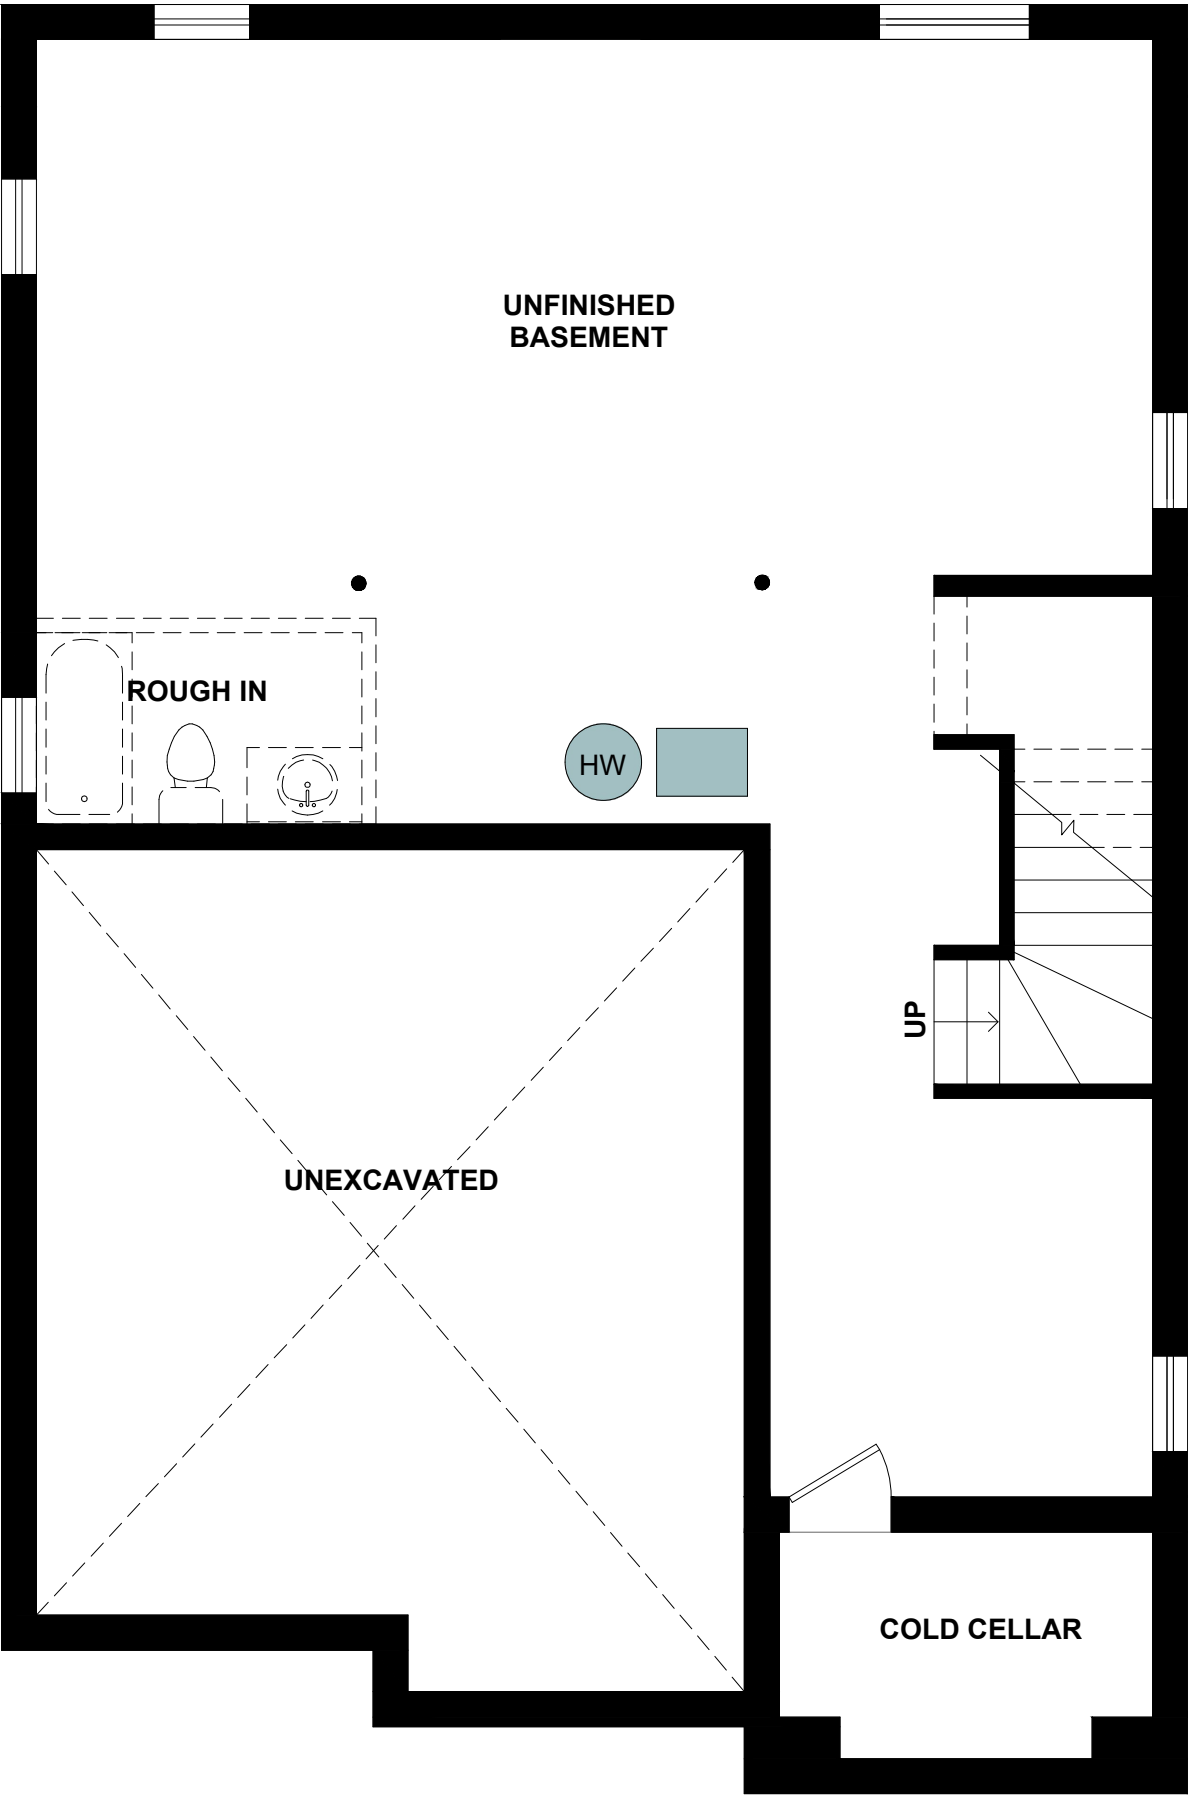 UNFINISHED
BASEMENT
ROUGH IN
HW
UP
UNEXCAVATED
COLD CELLAR